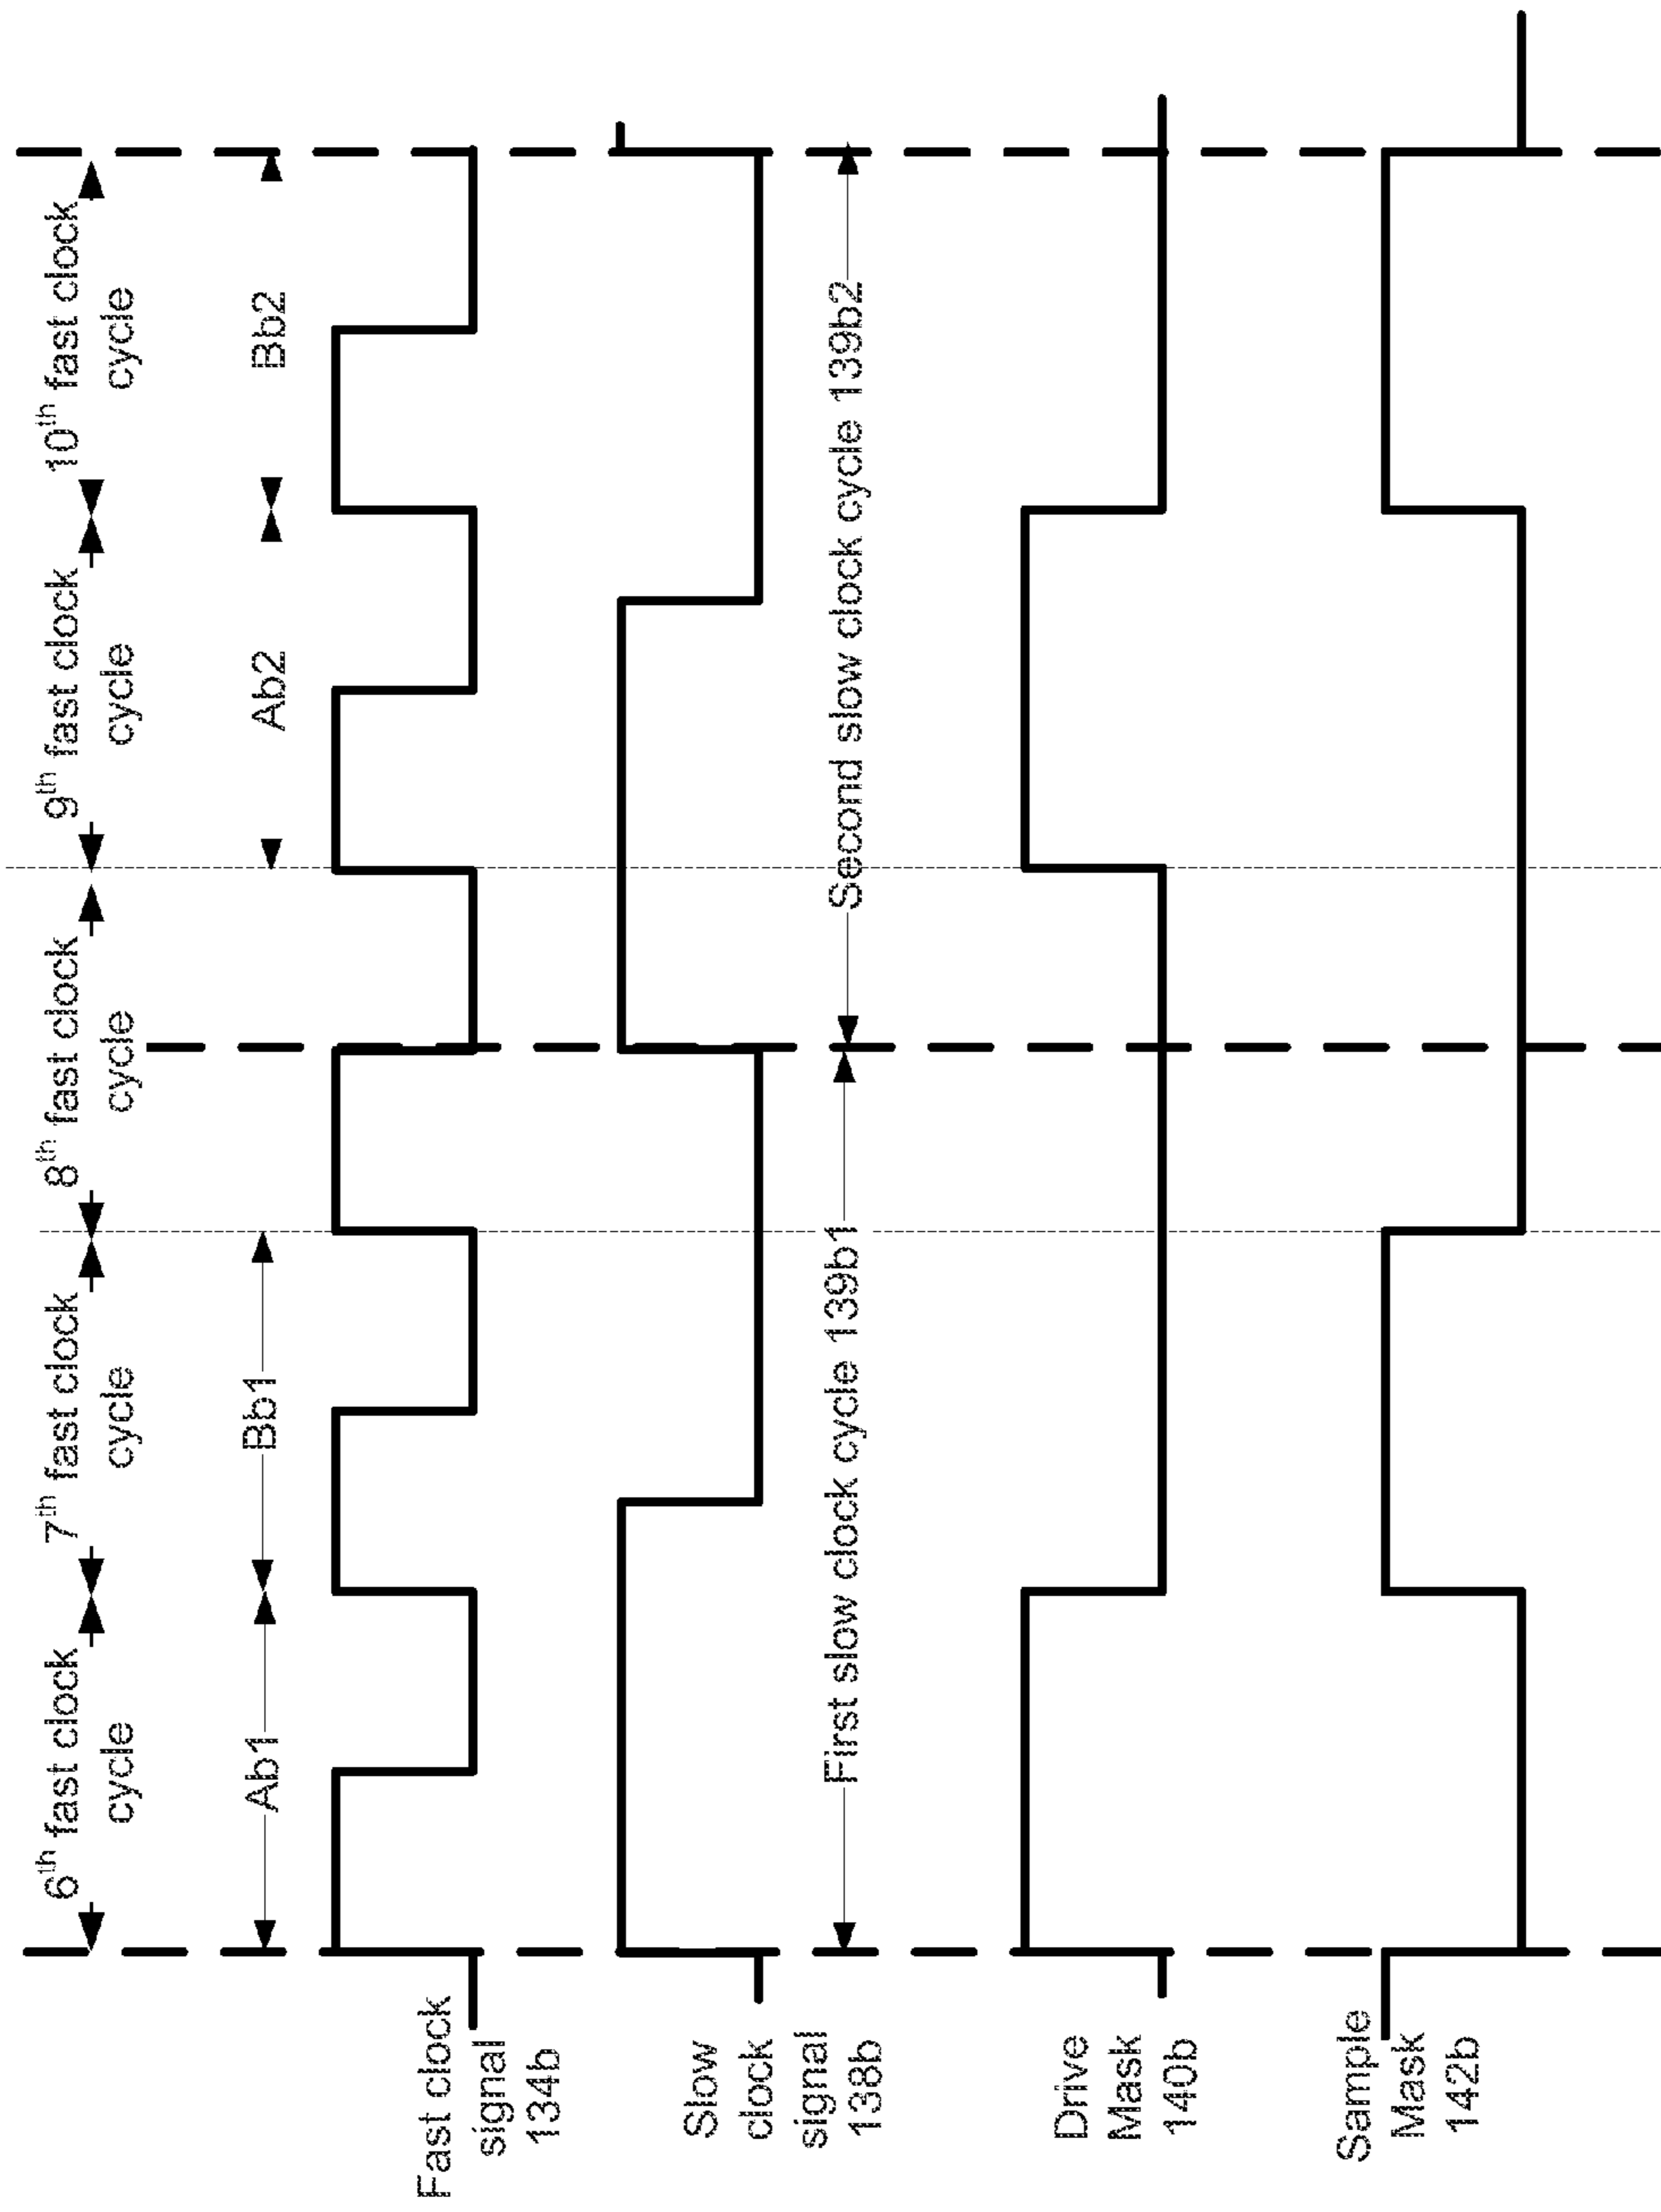 6th fast clock
cycle
7th fast clock
cycle
8th fast clock
cycle
9th fast clock
cycle
10th fast clock
cycle
Ab1
Bb1
Ab2
Bb2
Fast clock
signal
134b
Slow
clock
signal
138b
First slow clock cycle 139b1
Second slow clock cycle 139b2
Drive
Mask
140b
Sample
Mask
142b